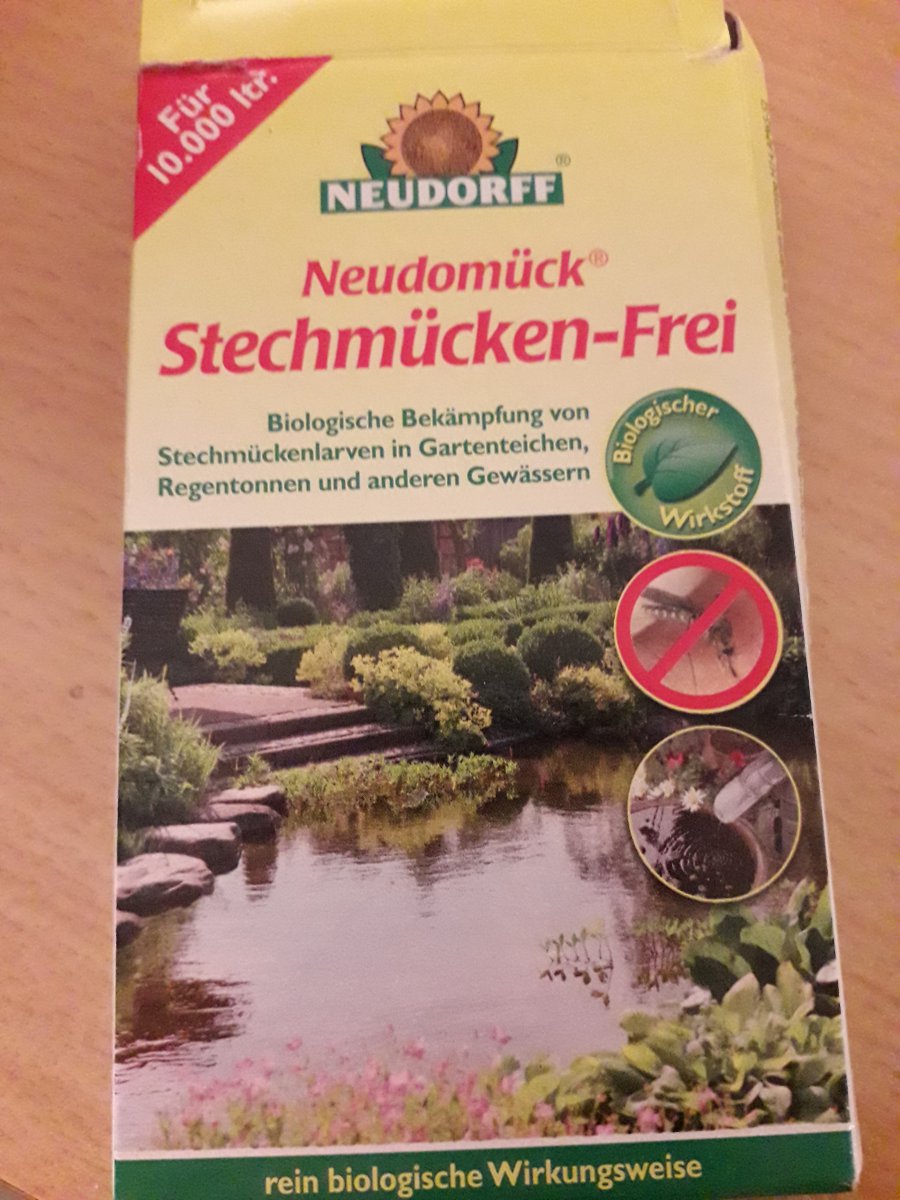 Für
10.000 ltr.
NEUDORFF®
Neudomück®
Stechmücken-Frei
Biologische Bekämpfung von
Stechmückenlarven in Gartenteichen,
Regentonnen und anderen Gewässern
Biologischer
Wirkstoff
rein biologische Wirkungsweise